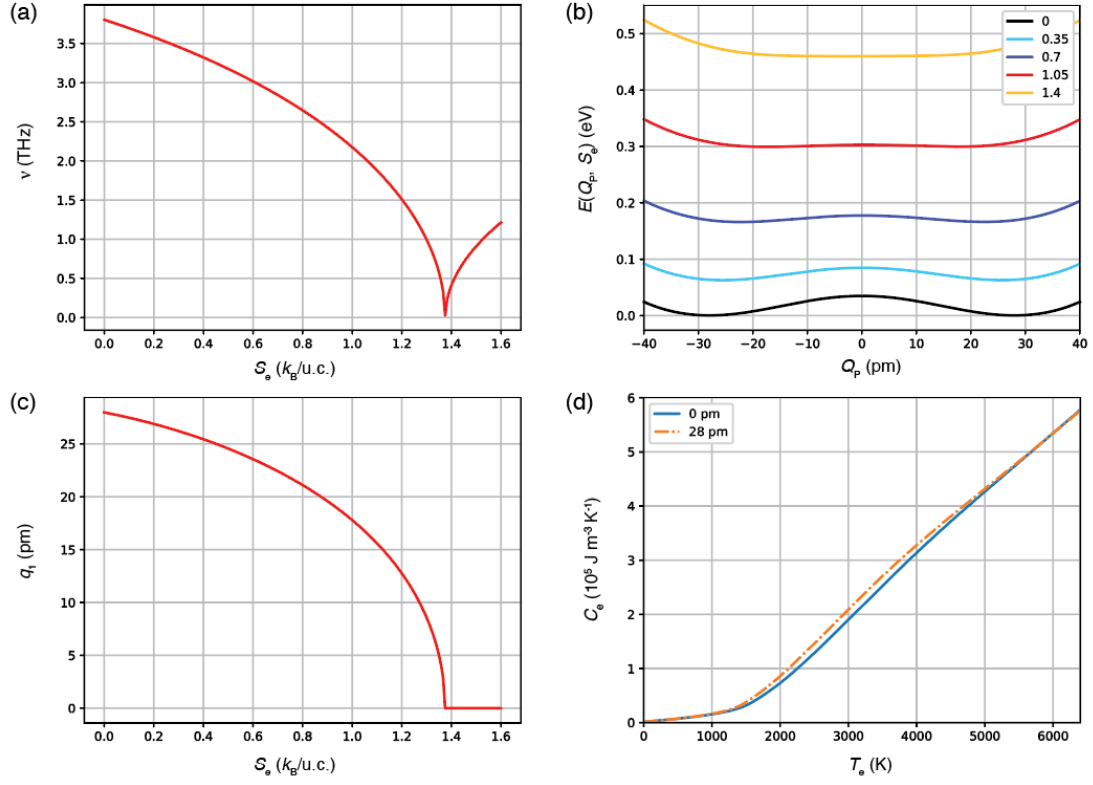 (a)
3.5
3.0
2.5
2.0
1.5
1.0
0.5
0.0
ν (THz)
0.0 0.2 0.4 0.6 0.8 1.0 1.2 1.4 1.6
Sₑ (k_B/u.c.)
(b)
0.5
0.4
0.3
0.2
0.1
0.0
E(Q_P, Sₑ) (eV)
0
0.35
0.7
1.05
1.4
−40 −30 −20 −10 0 10 20 30 40
Q_P (pm)
(c)
25
20
15
10
5
0
q₁ (pm)
0.0 0.2 0.4 0.6 0.8 1.0 1.2 1.4 1.6
Sₑ (k_B/u.c.)
(d)
6
5
4
3
2
1
0
Cₑ (10⁵ J m⁻³ K⁻¹)
0 pm
28 pm
0 1000 2000 3000 4000 5000 6000
Tₑ (K)